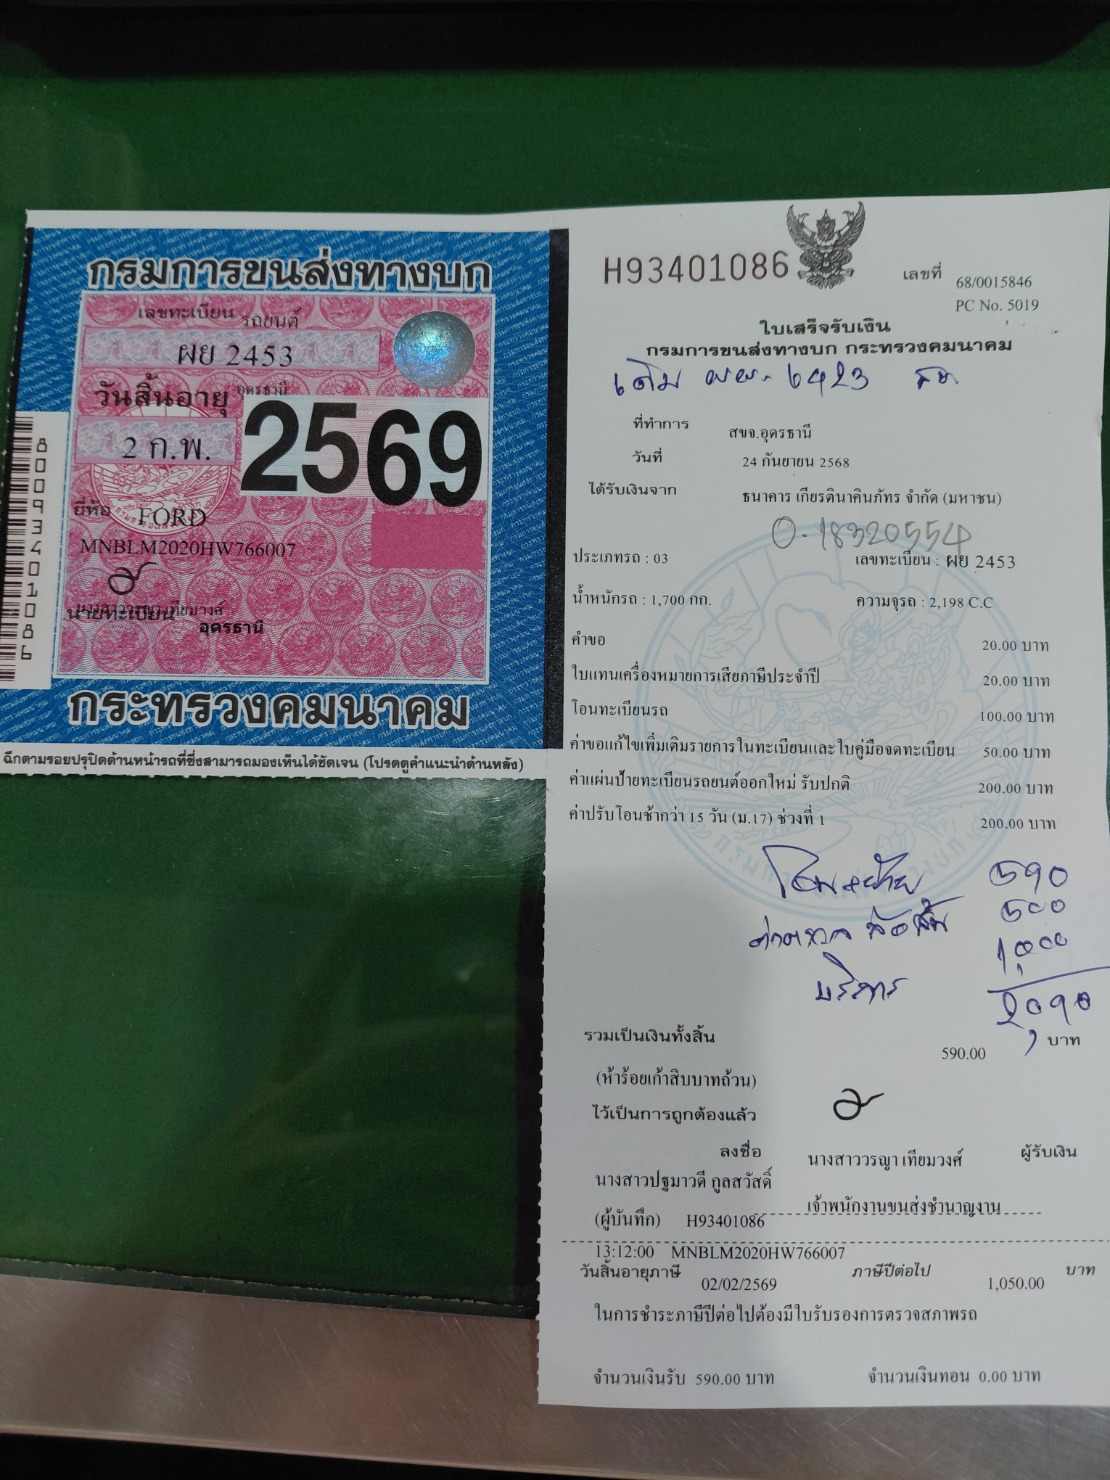 กรมการขนส่งทางบก
เลขทะเบียน รถยนต์
ผย 2453
วันสิ้นอายุ อุดรธานี
2 ก.พ. 2569
ยี่ห้อ FORD
MNBLM2020HW766007
นายทะเบียน อุดรธานี
80093401086
กระทรวงคมนาคม
ฉีกตามรอยปรุปิดด้านหน้ารถที่ซึ่งสามารถมองเห็นได้ชัดเจน (โปรดดูคำแนะนำด้านหลัง)
H93401086
เลขที่ 68/0015846
PC No. 5019
ใบเสร็จรับเงิน
กรมการขนส่งทางบก กระทรวงคมนาคม
เดิม
ที่ทำการ สขจ.อุดรธานี
วันที่ 24 กันยายน 2568
ได้รับเงินจาก ธนาคาร เกียรตินาคินภัทร จำกัด (มหาชน)
0-18320554
ประเภทรถ : 03 เลขทะเบียน : ผย 2453
น้ำหนักรถ : 1,700 กก. ความจุรถ : 2,198 C.C
คำขอ 20.00 บาท
ใบแทนเครื่องหมายการเสียภาษีประจำปี 20.00 บาท
โอนทะเบียนรถ 100.00 บาท
ค่าขอแก้ไขเพิ่มเติมรายการในทะเบียนและใบคู่มือจดทะเบียน 50.00 บาท
ค่าแผ่นป้ายทะเบียนรถยนต์ออกใหม่ รับปกติ 200.00 บาท
ค่าปรับโอนช้ากว่า 15 วัน (ม.17) ช่วงที่ 1 200.00 บาท
๕๙๐
๕๐๐
บริการ
รวมเป็นเงินทั้งสิ้น 590.00 บาท
(ห้าร้อยเก้าสิบบาทถ้วน)
ไว้เป็นการถูกต้องแล้ว
ลงชื่อ นางสาววรญา เทียมวงศ์ ผู้รับเงิน
นางสาวปฐมาวดี กูลสวัสดิ์
เจ้าพนักงานขนส่งชำนาญงาน
(ผู้บันทึก) H93401086
13:12:00 MNBLM2020HW766007
วันสิ้นอายุภาษี 02/02/2569 ภาษีปีต่อไป 1,050.00 บาท
ในการชำระภาษีปีต่อไปต้องมีใบรับรองการตรวจสภาพรถ
จำนวนเงินรับ 590.00 บาท จำนวนเงินทอน 0.00 บาท